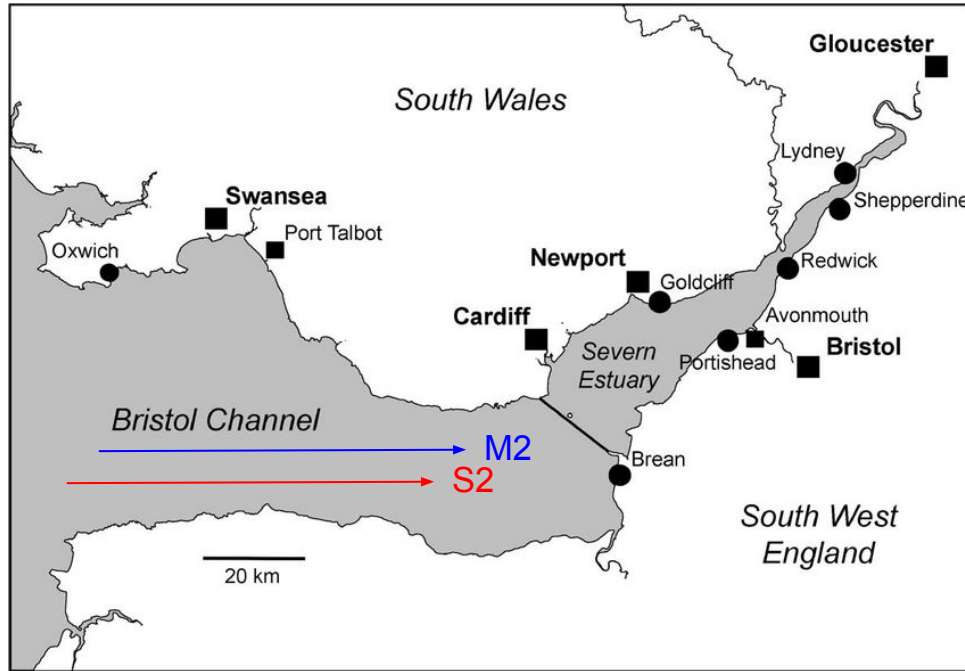 Gloucester
South Wales
Lydney
Swansea
Shepperdine
Port Talbot
Oxwich
Newport
Goldcliff
Redwick
Cardiff
Avonmouth
Severn
Estuary
Portishead
Bristol
Bristol Channel
M2
Brean
S2
South West
England
20 km